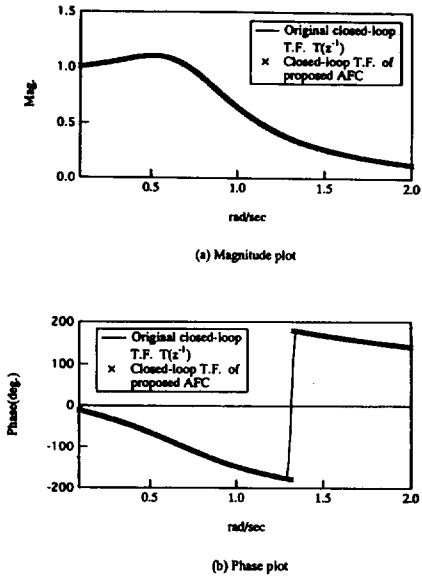 1.5
1.0
0.5
0.0
Mag.
Original closed-loop
T.F. T(z⁻¹)
× Closed-loop T.F. of
proposed AFC
0.5 1.0 1.5 2.0
rad/sec
(a) Magnitude plot
200
100
0
-100
-200
Phase(deg.)
Original closed-loop
T.F. T(z⁻¹)
× Closed-loop T.F. of
proposed AFC
0.5 1.0 1.5 2.0
rad/sec
(b) Phase plot